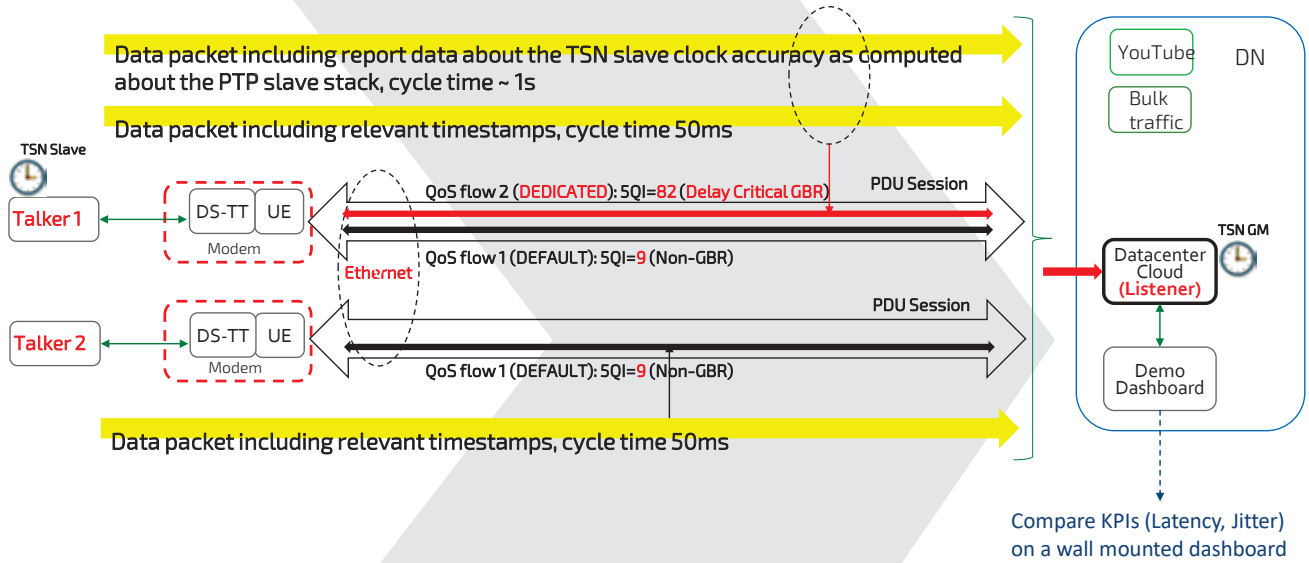 Data packet including report data about the TSN slave clock accuracy as computed
about the PTP slave stack, cycle time ~ 1s
Data packet including relevant timestamps, cycle time 50ms
YouTube
DN
Bulk
traffic
TSN Slave
Talker 1
DS-TT
UE
Modem
QoS flow 2 (DEDICATED): 5QI=82 (Delay Critical GBR)
PDU Session
QoS flow 1 (DEFAULT): 5QI=9 (Non-GBR)
Ethernet
TSN GM
Datacenter
Cloud
(Listener)
Talker 2
DS-TT
UE
Modem
PDU Session
QoS flow 1 (DEFAULT): 5QI=9 (Non-GBR)
Demo
Dashboard
Data packet including relevant timestamps, cycle time 50ms
Compare KPIs (Latency, Jitter)
on a wall mounted dashboard